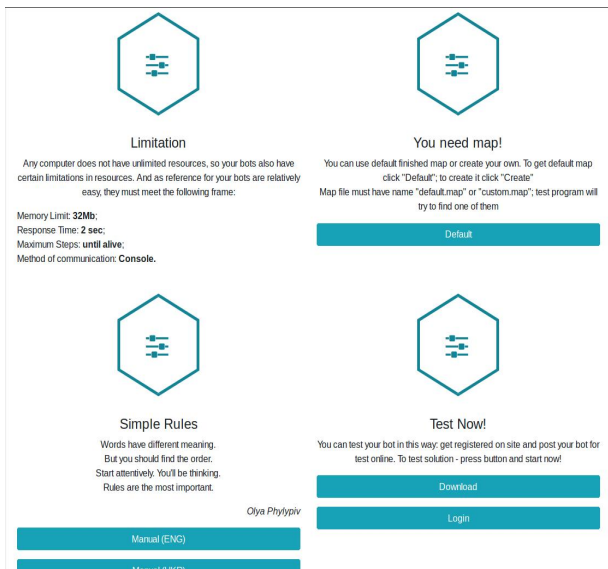 Limitation
Any computer does not have unlimited resources, so your bots also have
certain limitations in resources. And as reference for your bots are relatively
easy, they must meet the following frame:
Memory Limit: 32Mb;
Response Time: 2 sec;
Maximum Steps: until alive;
Method of communication: Console.
You need map!
You can use default finished map or create your own. To get default map
click "Default"; to create it click "Create"
Map file must have name "default.map" or "custom.map"; test program will
try to find one of them
Default
Simple Rules
Words have different meaning.
But you should find the order.
Start attentively. You'll be thinking.
Rules are the most important.
Olya Phylypiv
Manual (ENG)
Manual (UKR)
Test Now!
You can test your bot in this way: get registered on site and post your bot for
test online. To test solution - press button and start now!
Download
Login